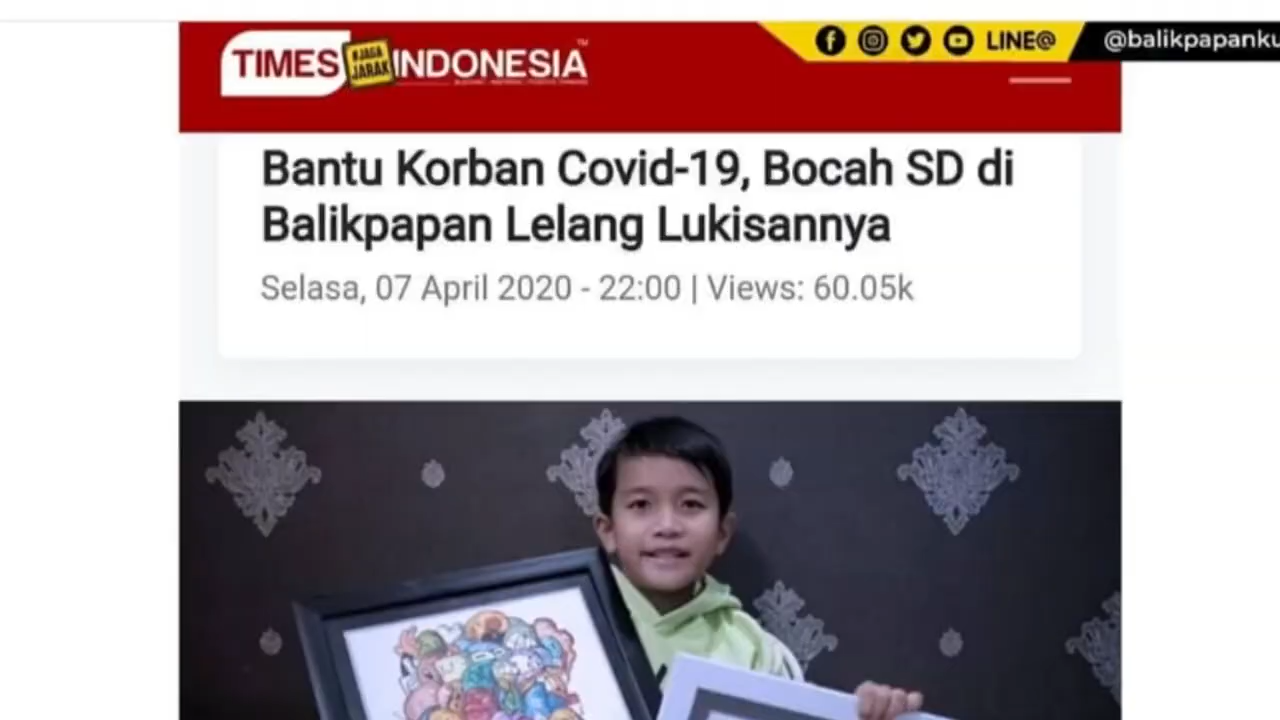 TIMES #JAGA JARAK INDONESIA™
LINE@
@balikpapanku
Bantu Korban Covid-19, Bocah SD di
Balikpapan Lelang Lukisannya
Selasa, 07 April 2020 - 22:00 | Views: 60.05k